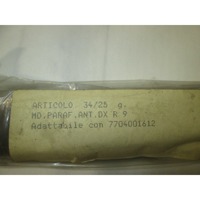 ARTICOLO 34/25 g.
MO.PARAF.ANT.DX R 9
Adattabile con 7704001612